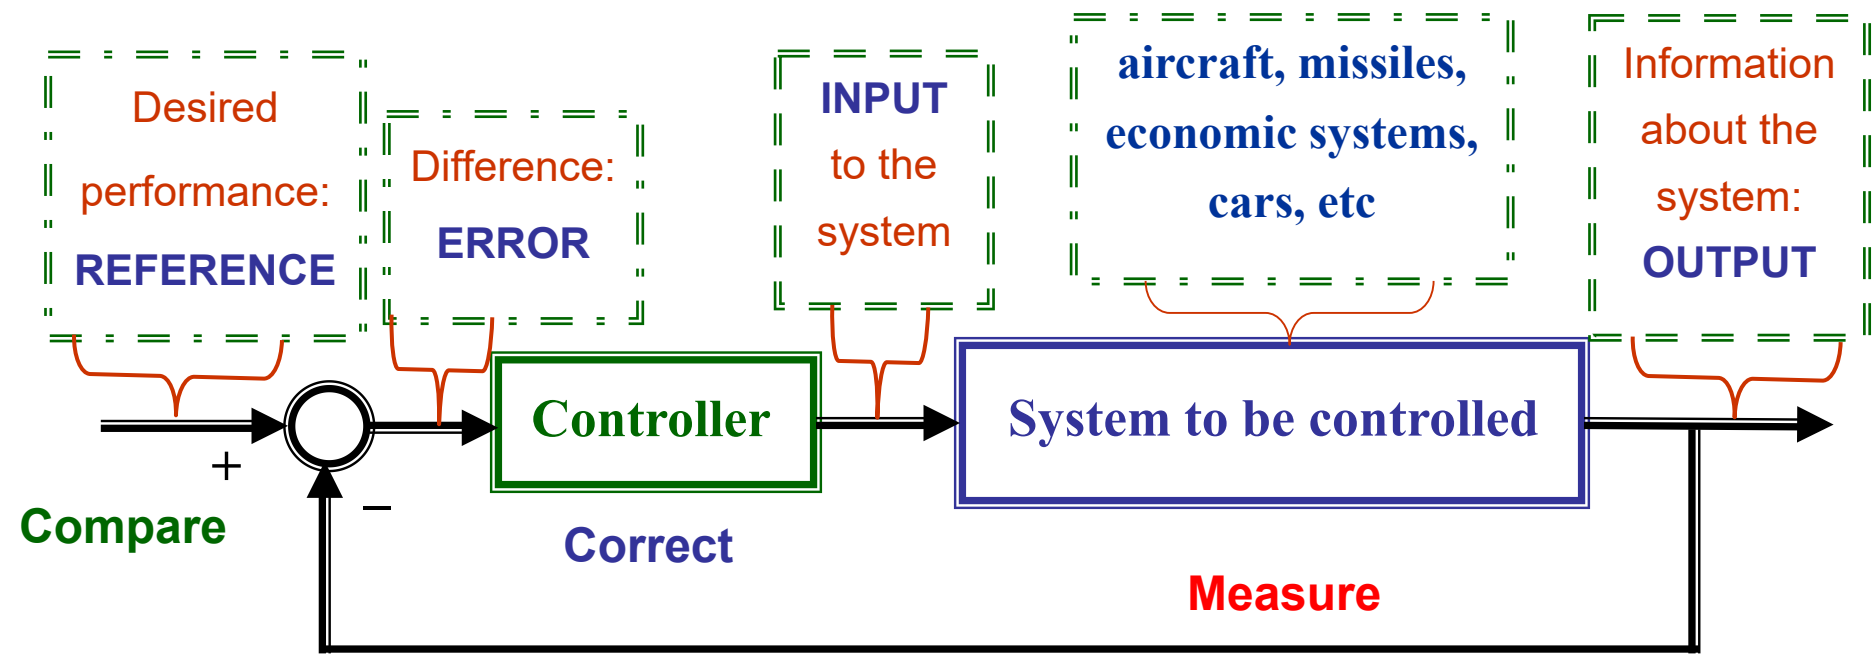 Desired
performance:
REFERENCE
Difference:
ERROR
INPUT
to the
system
aircraft, missiles,
economic systems,
cars, etc
Information
about the
system:
OUTPUT
Controller
System to be controlled
+
−
Compare
Correct
Measure